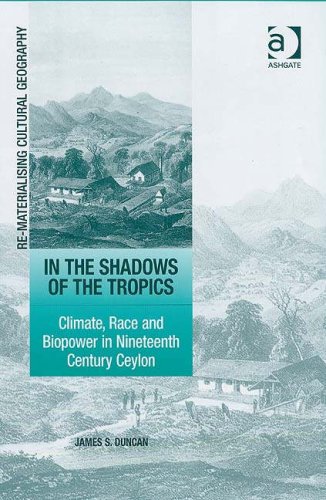 a
ASHGATE
RE-MATERIALISING CULTURAL GEOGRAPHY
IN THE SHADOWS
OF THE TROPICS
Climate, Race and
Biopower in Nineteenth
Century Ceylon
JAMES S. DUNCAN